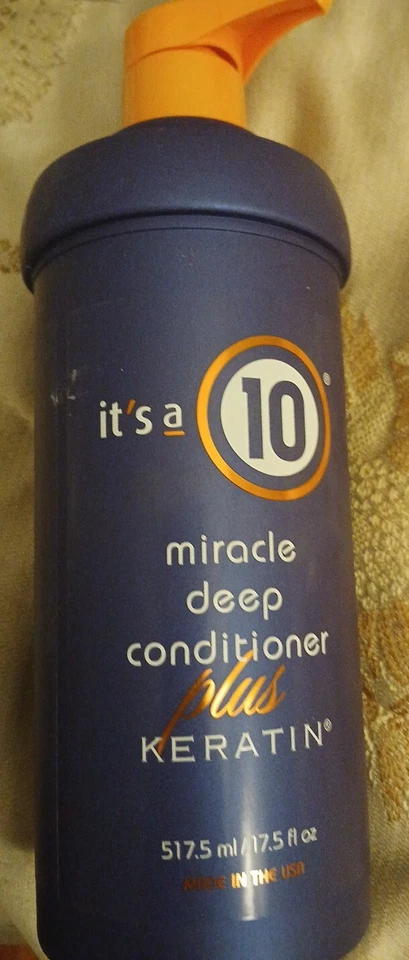 it's a 10®
miracle
deep
conditioner
plus
KERATIN®
517.5 ml / 17.5 fl oz
MADE IN THE USA